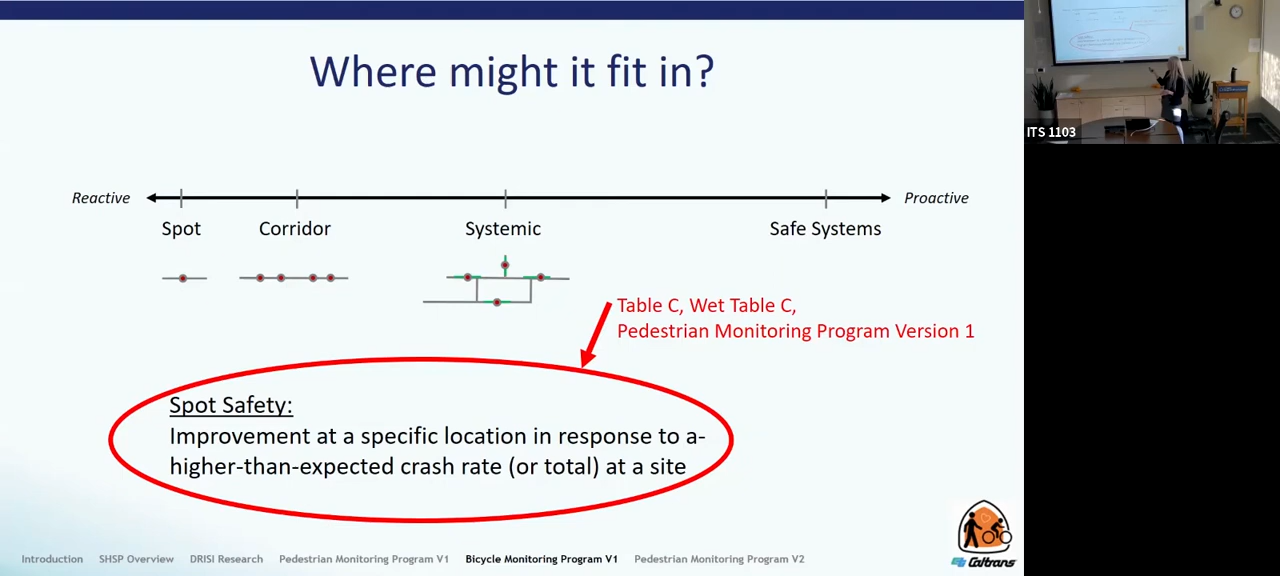 Where might it fit in?
Reactive
Proactive
Spot
Corridor
Systemic
Safe Systems
Table C, Wet Table C,
Pedestrian Monitoring Program Version 1
Spot Safety:
Improvement at a specific location in response to a-
higher-than-expected crash rate (or total) at a site
Introduction
SHSP Overview
DRISI Research
Pedestrian Monitoring Program V1
Bicycle Monitoring Program V1
Pedestrian Monitoring Program V2
Caltrans
ITS 1103